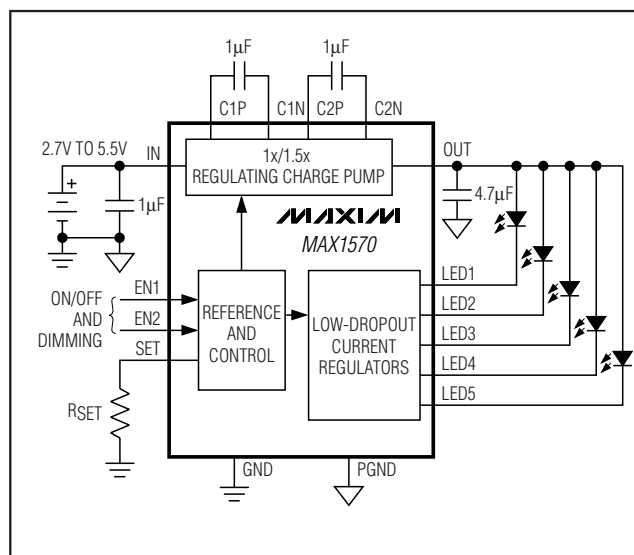 1µF
1µF
C1P
C1N
C2P
C2N
2.7V TO 5.5V
IN
1x/1.5x
REGULATING CHARGE PUMP
OUT
1µF
4.7µF
MAXIM
MAX1570
ON/OFF
AND
DIMMING
EN1
EN2
SET
REFERENCE
AND
CONTROL
LOW-DROPOUT
CURRENT
REGULATORS
LED1
LED2
LED3
LED4
LED5
RSET
GND
PGND